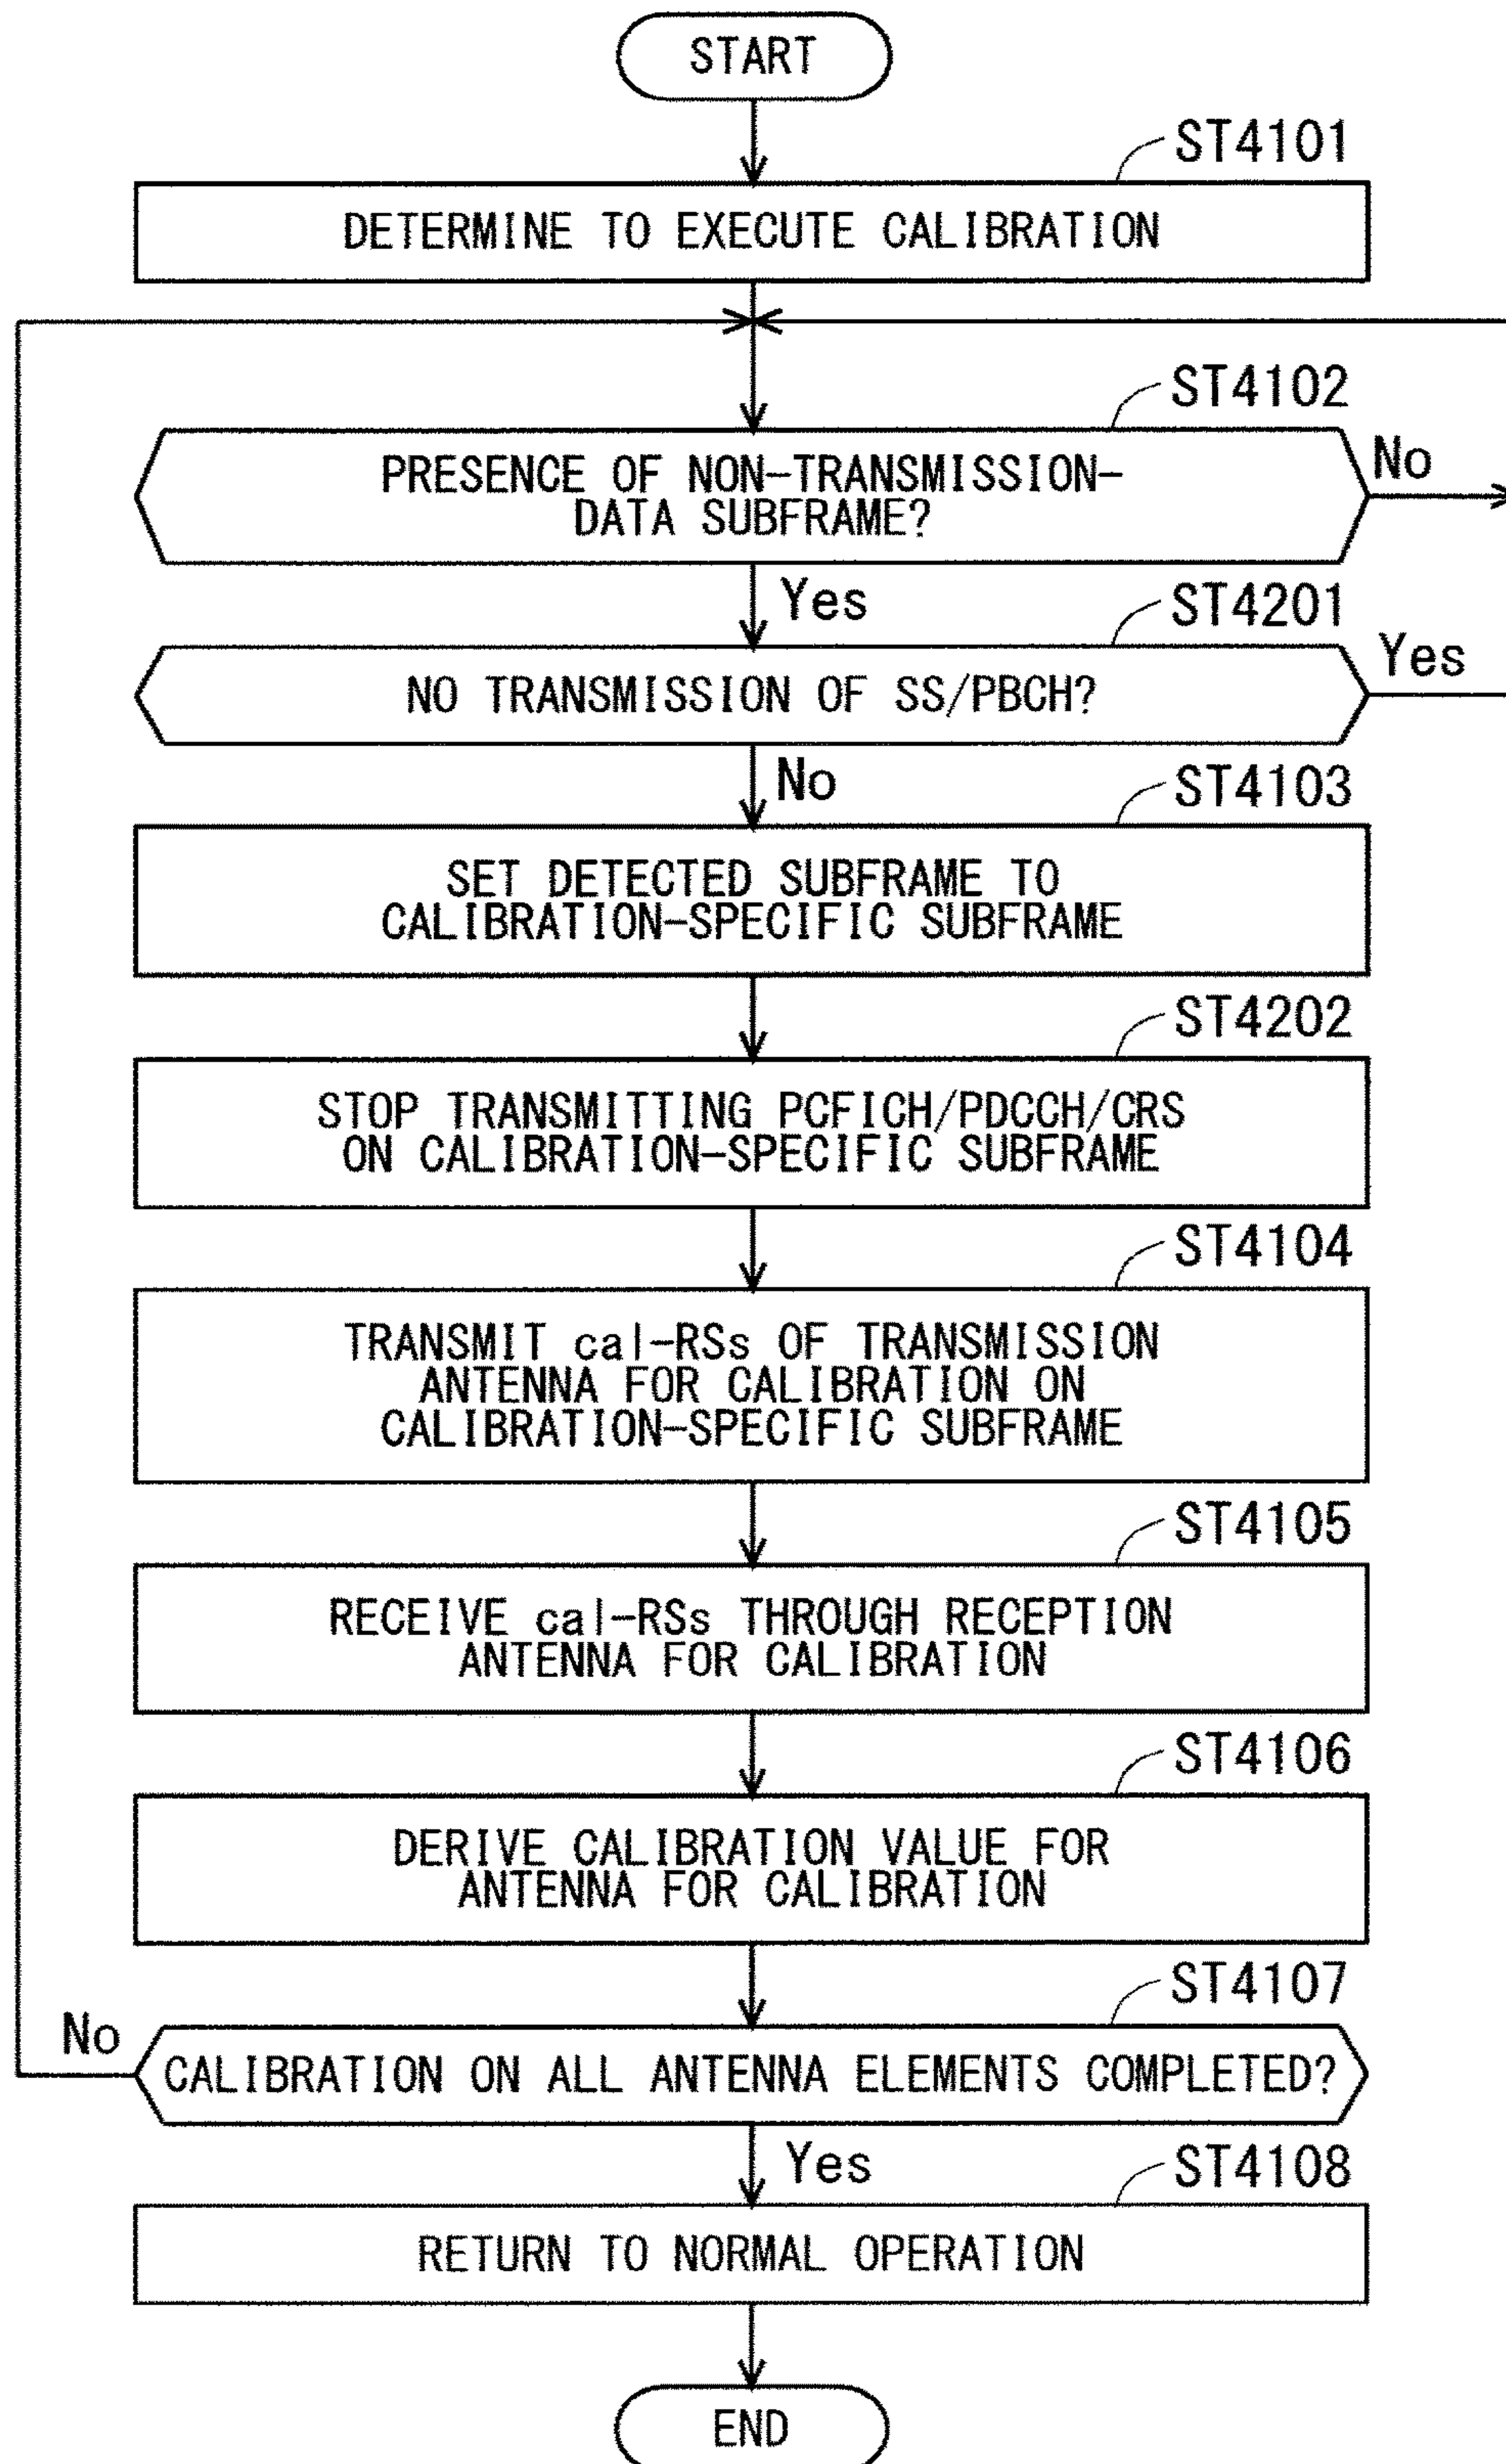 START
ST4101
DETERMINE TO EXECUTE CALIBRATION
ST4102
PRESENCE OF NON-TRANSMISSION-
DATA SUBFRAME?
No
Yes
ST4201
NO TRANSMISSION OF SS/PBCH?
Yes
No
ST4103
SET DETECTED SUBFRAME TO
CALIBRATION-SPECIFIC SUBFRAME
ST4202
STOP TRANSMITTING PCFICH/PDCCH/CRS
ON CALIBRATION-SPECIFIC SUBFRAME
ST4104
TRANSMIT cal-RSs OF TRANSMISSION
ANTENNA FOR CALIBRATION ON
CALIBRATION-SPECIFIC SUBFRAME
ST4105
RECEIVE cal-RSs THROUGH RECEPTION
ANTENNA FOR CALIBRATION
ST4106
DERIVE CALIBRATION VALUE FOR
ANTENNA FOR CALIBRATION
ST4107
No
CALIBRATION ON ALL ANTENNA ELEMENTS COMPLETED?
Yes
ST4108
RETURN TO NORMAL OPERATION
END